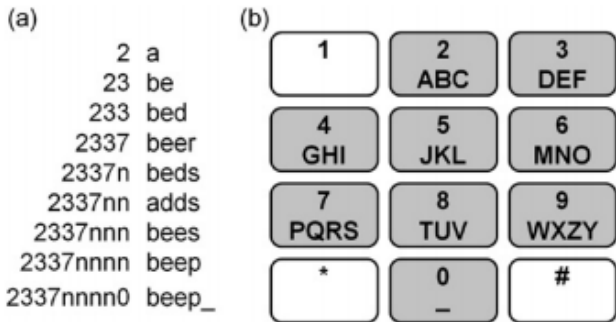 (a)
2 a
23 be
233 bed
2337 beer
2337n beds
2337nn adds
2337nnn bees
2337nnnn beep
2337nnnn0 beep_
(b)
1
2
ABC
3
DEF
4
GHI
5
JKL
6
MNO
7
PQRS
8
TUV
9
WXZY
*
0
_
#